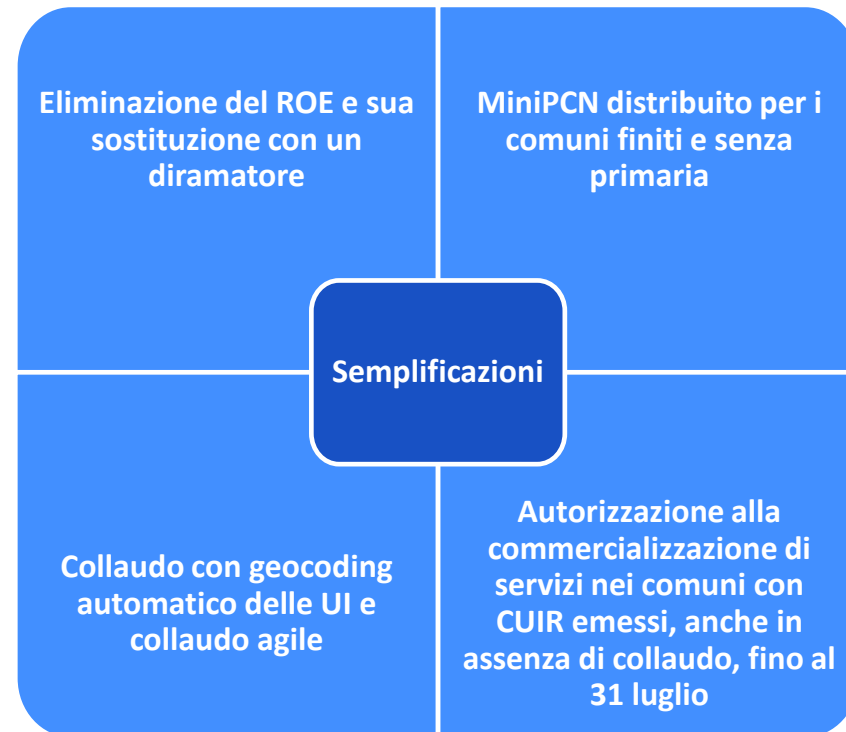 Eliminazione del ROE e sua
sostituzione con un
diramatore
MiniPCN distribuito per i
comuni finiti e senza
primaria
Semplificazioni
Collaudo con geocoding
automatico delle UI e
collaudo agile
Autorizzazione alla
commercializzazione di
servizi nei comuni con
CUIR emessi, anche in
assenza di collaudo, fino al
31 luglio